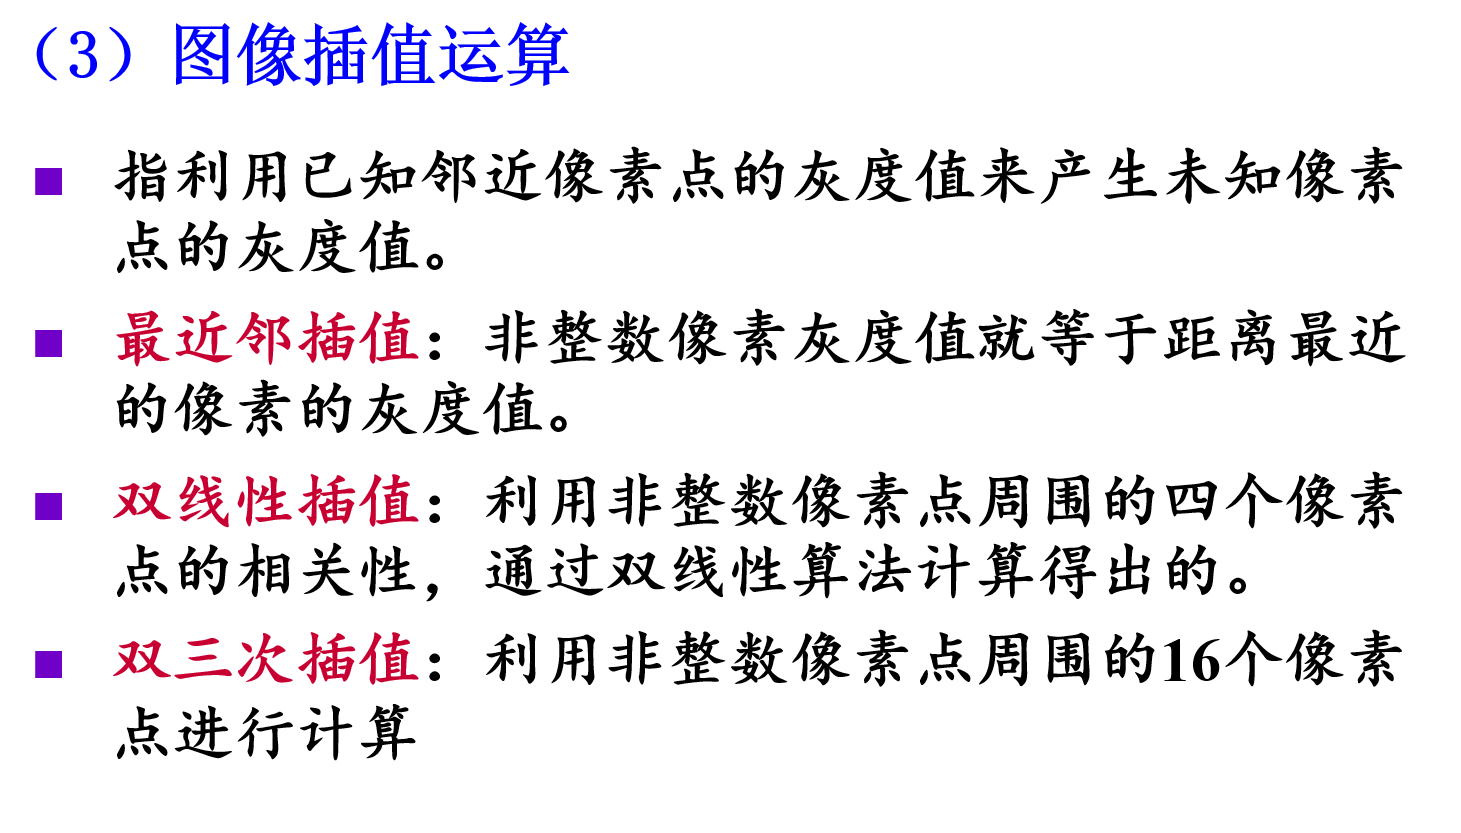 （3）图像插值运算
指利用已知邻近像素点的灰度值来产生未知像素
点的灰度值。
最近邻插值：非整数像素灰度值就等于距离最近
的像素的灰度值。
双线性插值：利用非整数像素点周围的四个像素
点的相关性，通过双线性算法计算得出的。
双三次插值：利用非整数像素点周围的16个像素
点进行计算